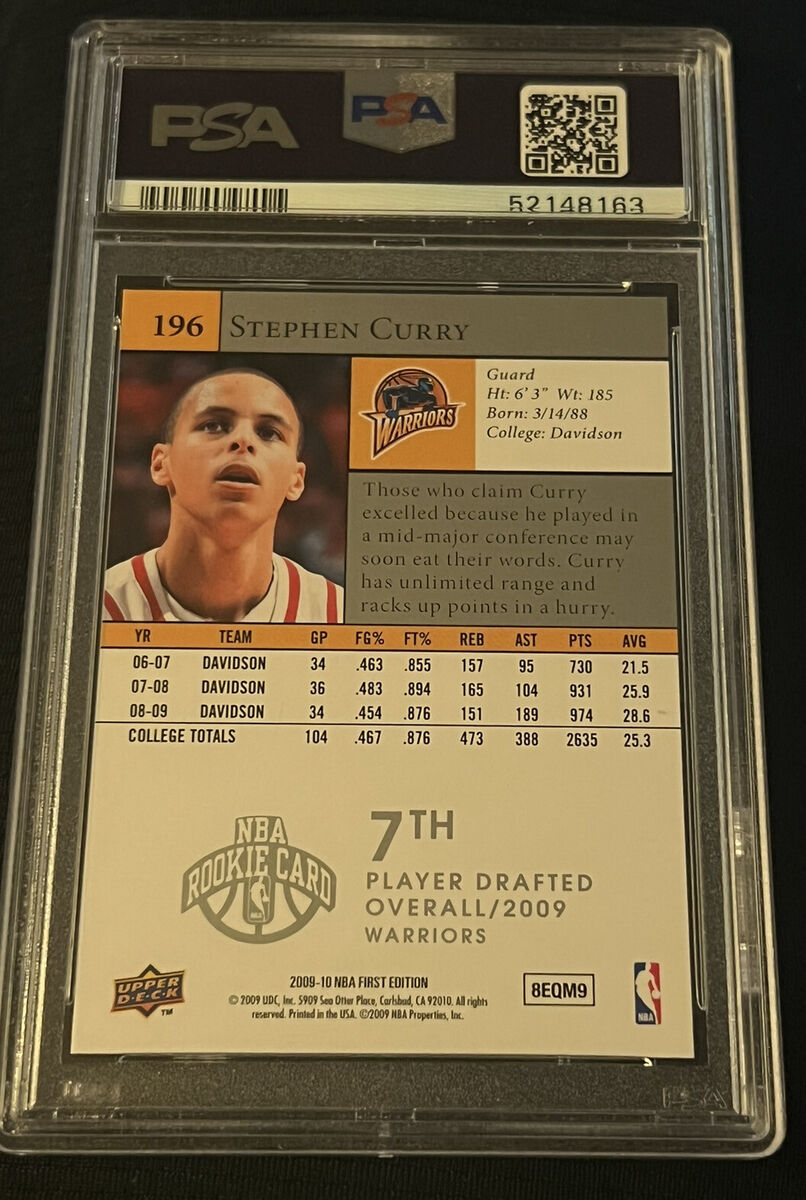 PSA
PSA
52148163
196 STEPHEN CURRY
WARRIORS
Guard
Ht: 6' 3" Wt: 185
Born: 3/14/88
College: Davidson
Those who claim Curry
excelled because he played in
a mid-major conference may
soon eat their words. Curry
has unlimited range and
racks up points in a hurry.
YR TEAM GP FG% FT% REB AST PTS AVG
06-07 DAVIDSON 34 .463 .855 157 95 730 21.5
07-08 DAVIDSON 36 .483 .894 165 104 931 25.9
08-09 DAVIDSON 34 .454 .876 151 189 974 28.6
COLLEGE TOTALS 104 .467 .876 473 388 2635 25.3
NBA
ROOKIE CARD
7TH
PLAYER DRAFTED
OVERALL/2009
WARRIORS
UPPER
D·E·C·K
TM
2009-10 NBA FIRST EDITION
© 2009 UDC, Inc. 5909 Sea Otter Place, Carlsbad, CA 92010. All rights
reserved. Printed in the USA. ©2009 NBA Properties, Inc.
8EQM9
NBA
PSA